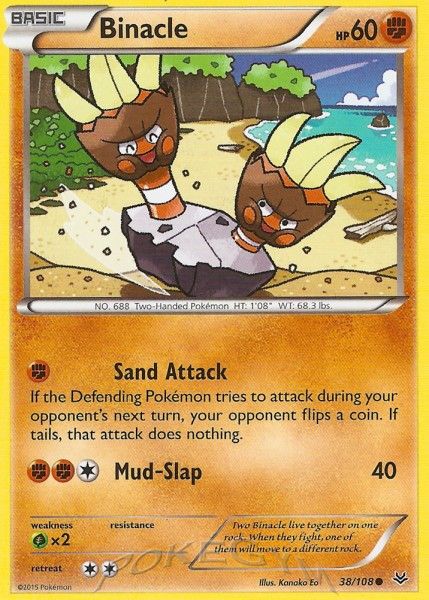 BASIC Binacle HP60
NO. 688 Two-Handed Pokémon HT: 1'08" WT: 68.3 lbs.
Sand Attack
If the Defending Pokémon tries to attack during your
opponent's next turn, your opponent flips a coin. If
tails, that attack does nothing.
Mud-Slap 40
weakness resistance
×2
retreat
Two Binacle live together on one
rock. When they fight, one of
them will move to a different rock.
©2015 Pokémon
Illus. Kanako Eo 38/108